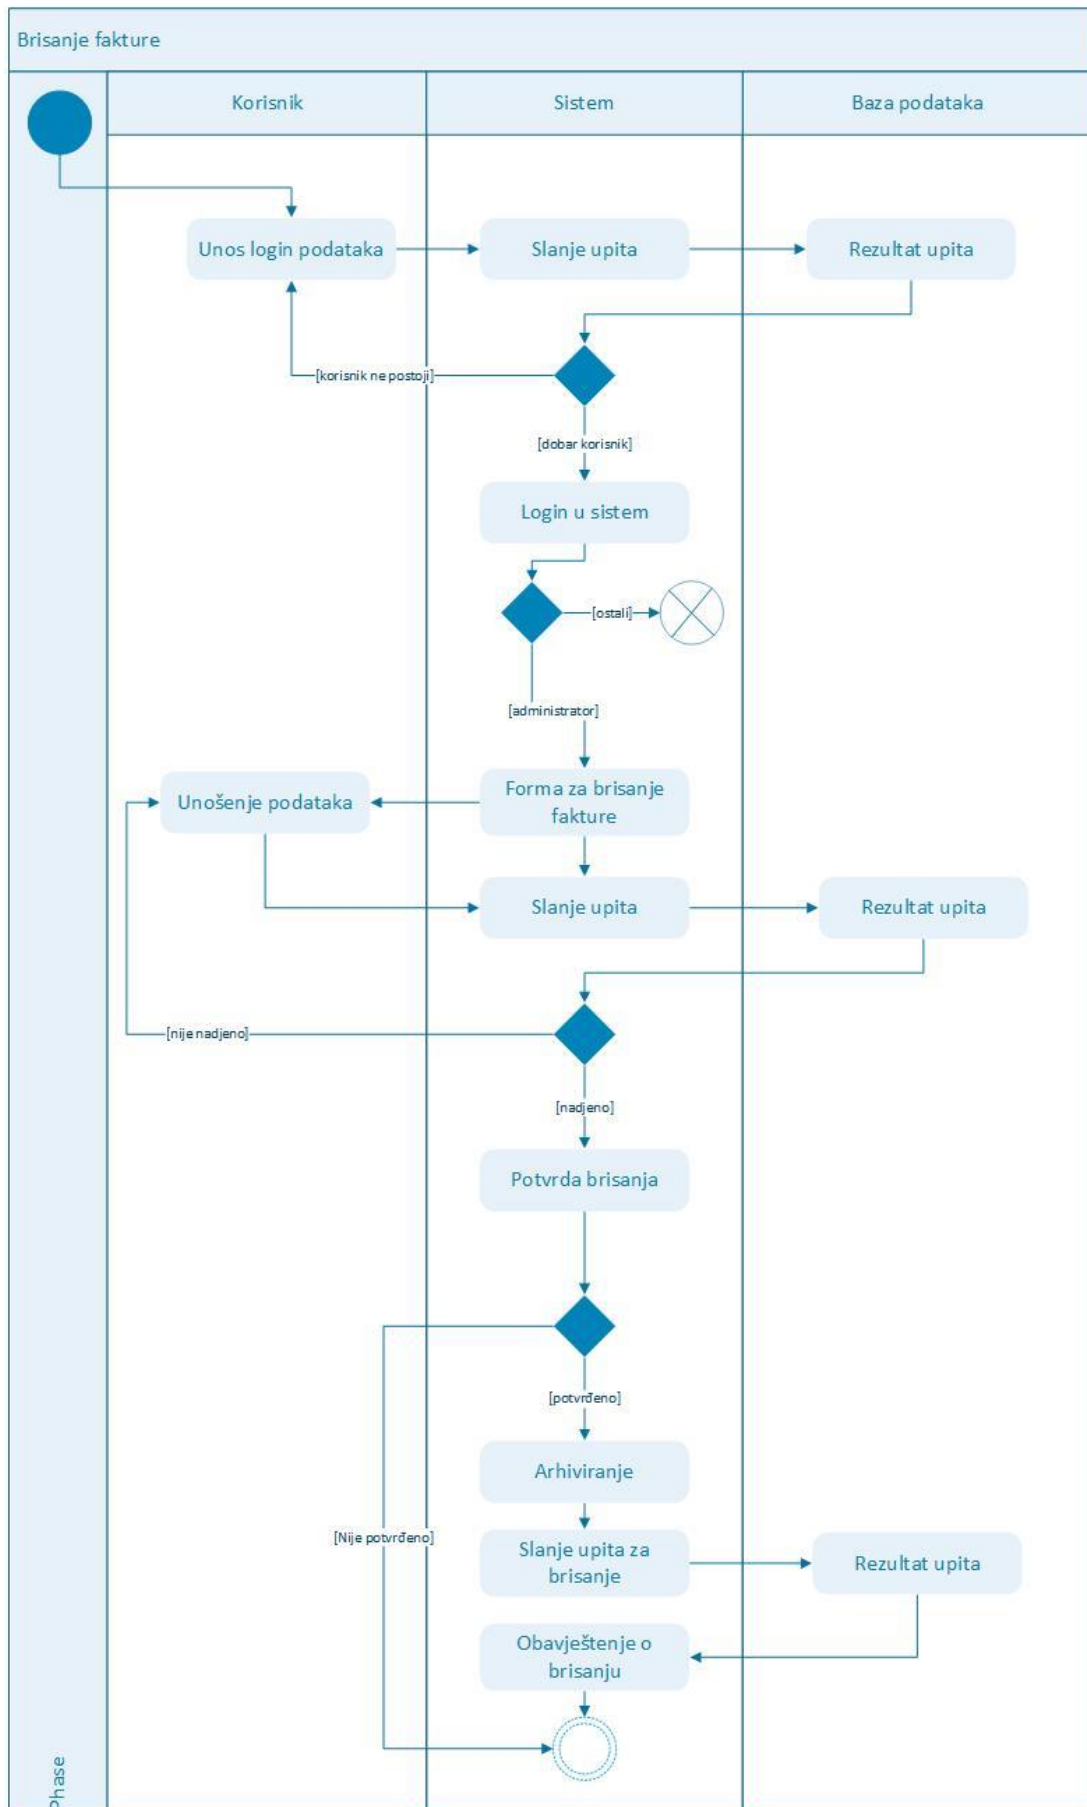 Brisanje fakture
Korisnik
Sistem
Baza podataka
Unos login podataka
Slanje upita
Rezultat upita
[korisnik ne postoji]
[dobar korisnik]
Login u sistem
[ostali]
[administrator]
Unošenje podataka
Forma za brisanje
fakture
Slanje upita
Rezultat upita
[nije nadjeno]
[nadjeno]
Potvrda brisanja
[potvrđeno]
Arhiviranje
[Nije potvrđeno]
Slanje upita za
brisanje
Rezultat upita
Obavještenje o
brisanju
Phase